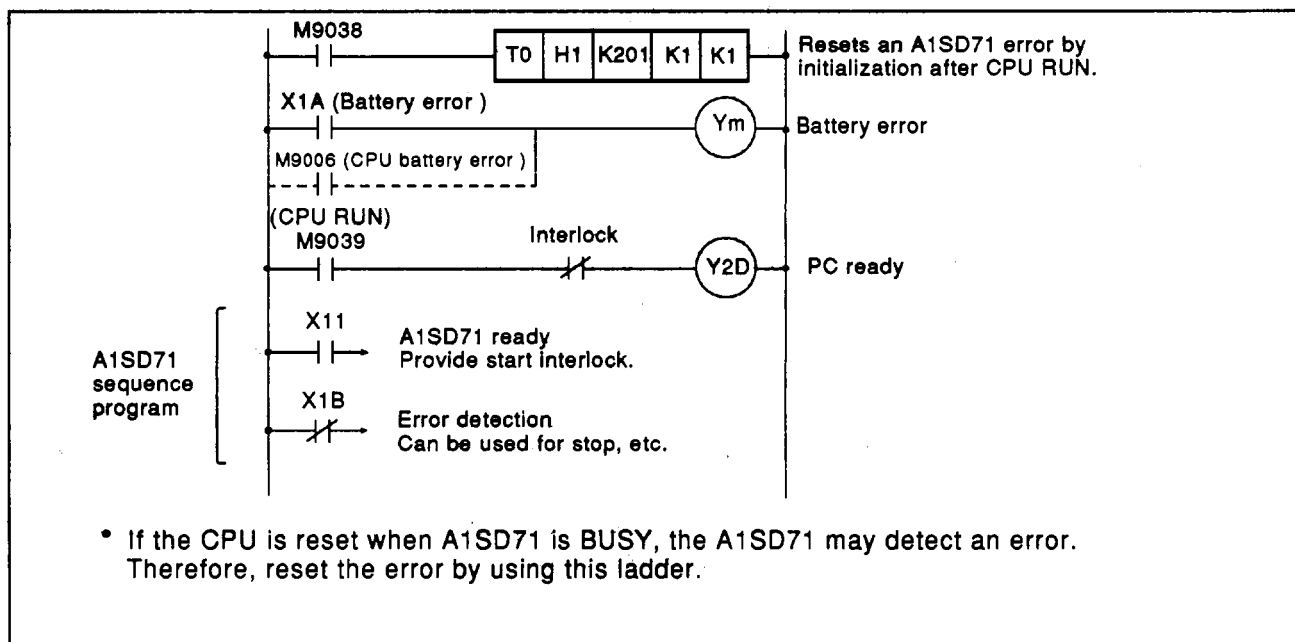 M9038
T0 H1 K201 K1 K1
Resets an A1SD71 error by
initialization after CPU RUN.
X1A (Battery error )
Ym
Battery error
M9006 (CPU battery error )
(CPU RUN)
M9039
Interlock
Y2D
PC ready
A1SD71
sequence
program
X11
A1SD71 ready
Provide start interlock.
X1B
Error detection
Can be used for stop, etc.
• If the CPU is reset when A1SD71 is BUSY, the A1SD71 may detect an error.
Therefore, reset the error by using this ladder.